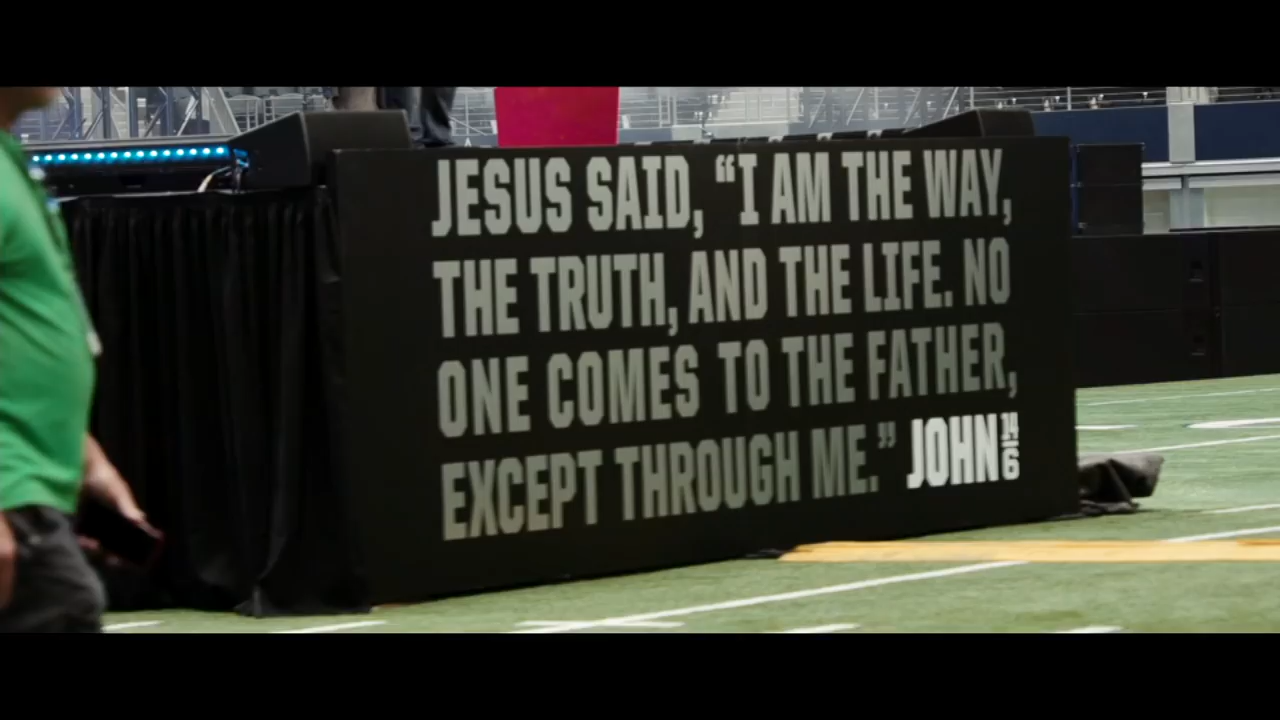 JESUS SAID, “I AM THE WAY,
THE TRUTH, AND THE LIFE. NO
ONE COMES TO THE FATHER,
EXCEPT THROUGH ME.” JOHN 14 6